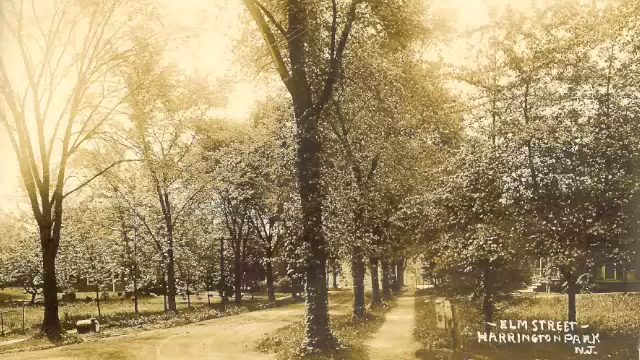 - ELM STREET -
HARRINGTON PARK
N.J.